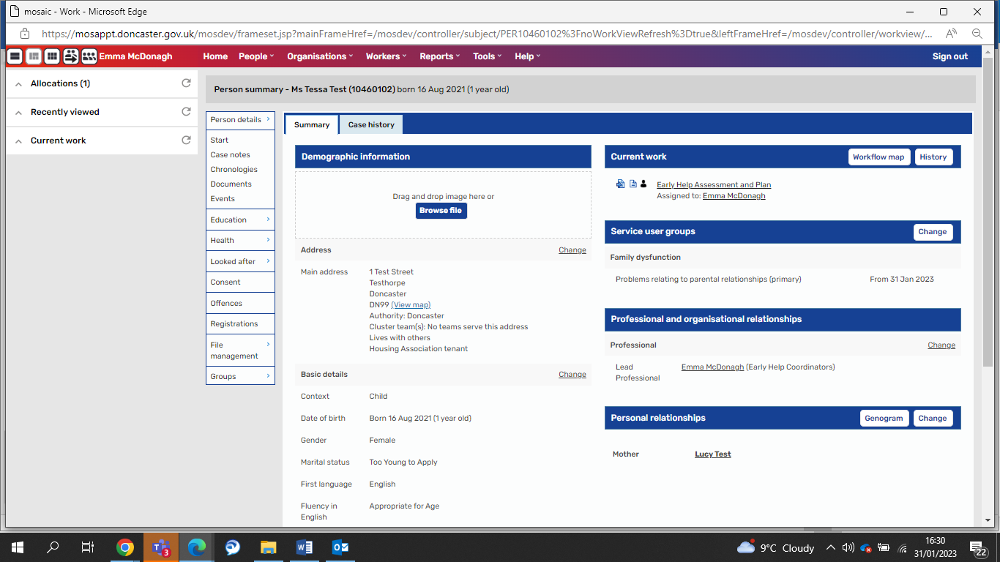 mosaic - Work - Microsoft Edge
https://mosappt.doncaster.gov.uk/mosdev/frameset.jsp?mainFrameHref=/mosdev/controller/subject/PER10460102%3FnoWorkViewRefresh%3Dtrue&leftFrameHref=/mosdev/controller/workview/...
Emma McDonagh Home People Organisations Workers Reports Tools Help Sign out
Allocations (1)
Recently viewed
Current work
Person summary - Ms Tessa Test (10460102) born 16 Aug 2021 (1 year old)
Person details
Start
Case notes
Chronologies
Documents
Events
Education
Health
Looked after
Consent
Offences
Registrations
File
management
Groups
Summary Case history
Demographic information
Drag and drop image here or
Browse file
Address Change
Main address 1 Test Street
Testhorpe
Doncaster
DN99 (View map)
Authority: Doncaster
Cluster team(s): No teams serve this address
Lives with others
Housing Association tenant
Basic details Change
Context Child
Date of birth Born 16 Aug 2021 (1 year old)
Gender Female
Marital status Too Young to Apply
First language English
Fluency in Appropriate for Age
English
Current work Workflow map History
Early Help Assessment and Plan
Assigned to: Emma McDonagh
Service user groups Change
Family dysfunction
Problems relating to parental relationships (primary) From 31 Jan 2023
Professional and organisational relationships
Professional Change
Lead Emma McDonagh (Early Help Coordinators)
Professional
Personal relationships Genogram Change
Mother Lucy Test
3
9°C Cloudy
16:30
31/01/2023
22